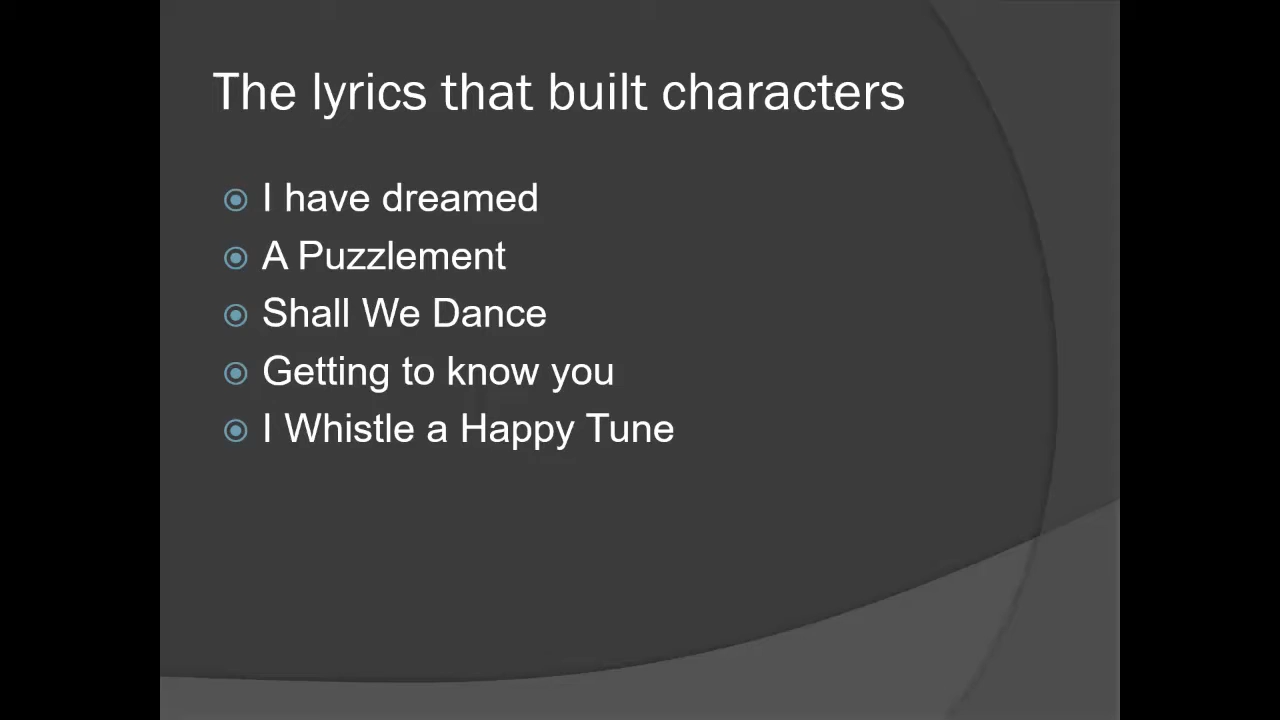 The lyrics that built characters
I have dreamed
A Puzzlement
Shall We Dance
Getting to know you
I Whistle a Happy Tune